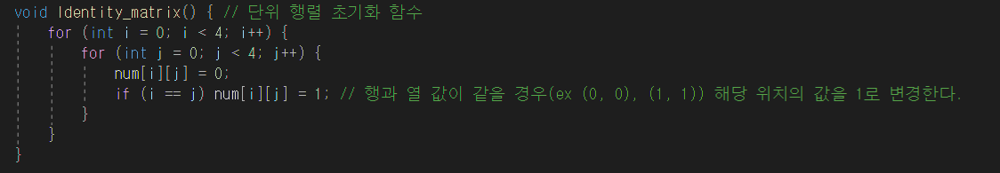 void Identity_matrix() { // 단위 행렬 초기화 함수
for (int i = 0; i < 4; i++) {
for (int j = 0; j < 4; j++) {
num[i][j] = 0;
if (i == j) num[i][j] = 1; // 행과 열 값이 같을 경우(ex (0, 0), (1, 1)) 해당 위치의 값을 1로 변경한다.
}
}
}